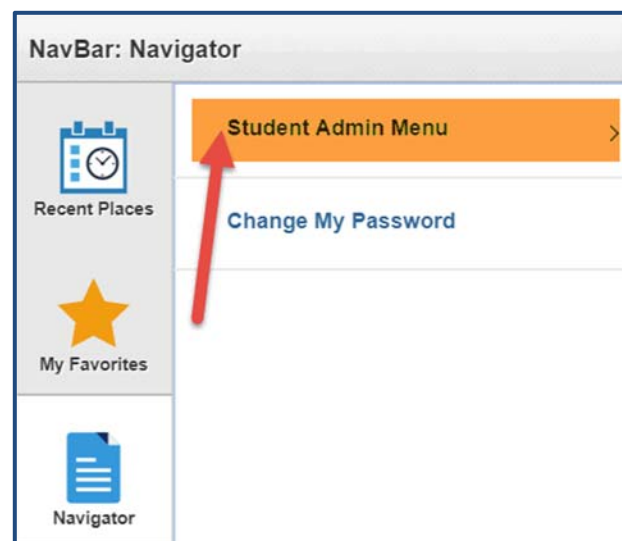 NavBar: Navigator
Recent Places
My Favorites
Navigator
Student Admin Menu
Change My Password